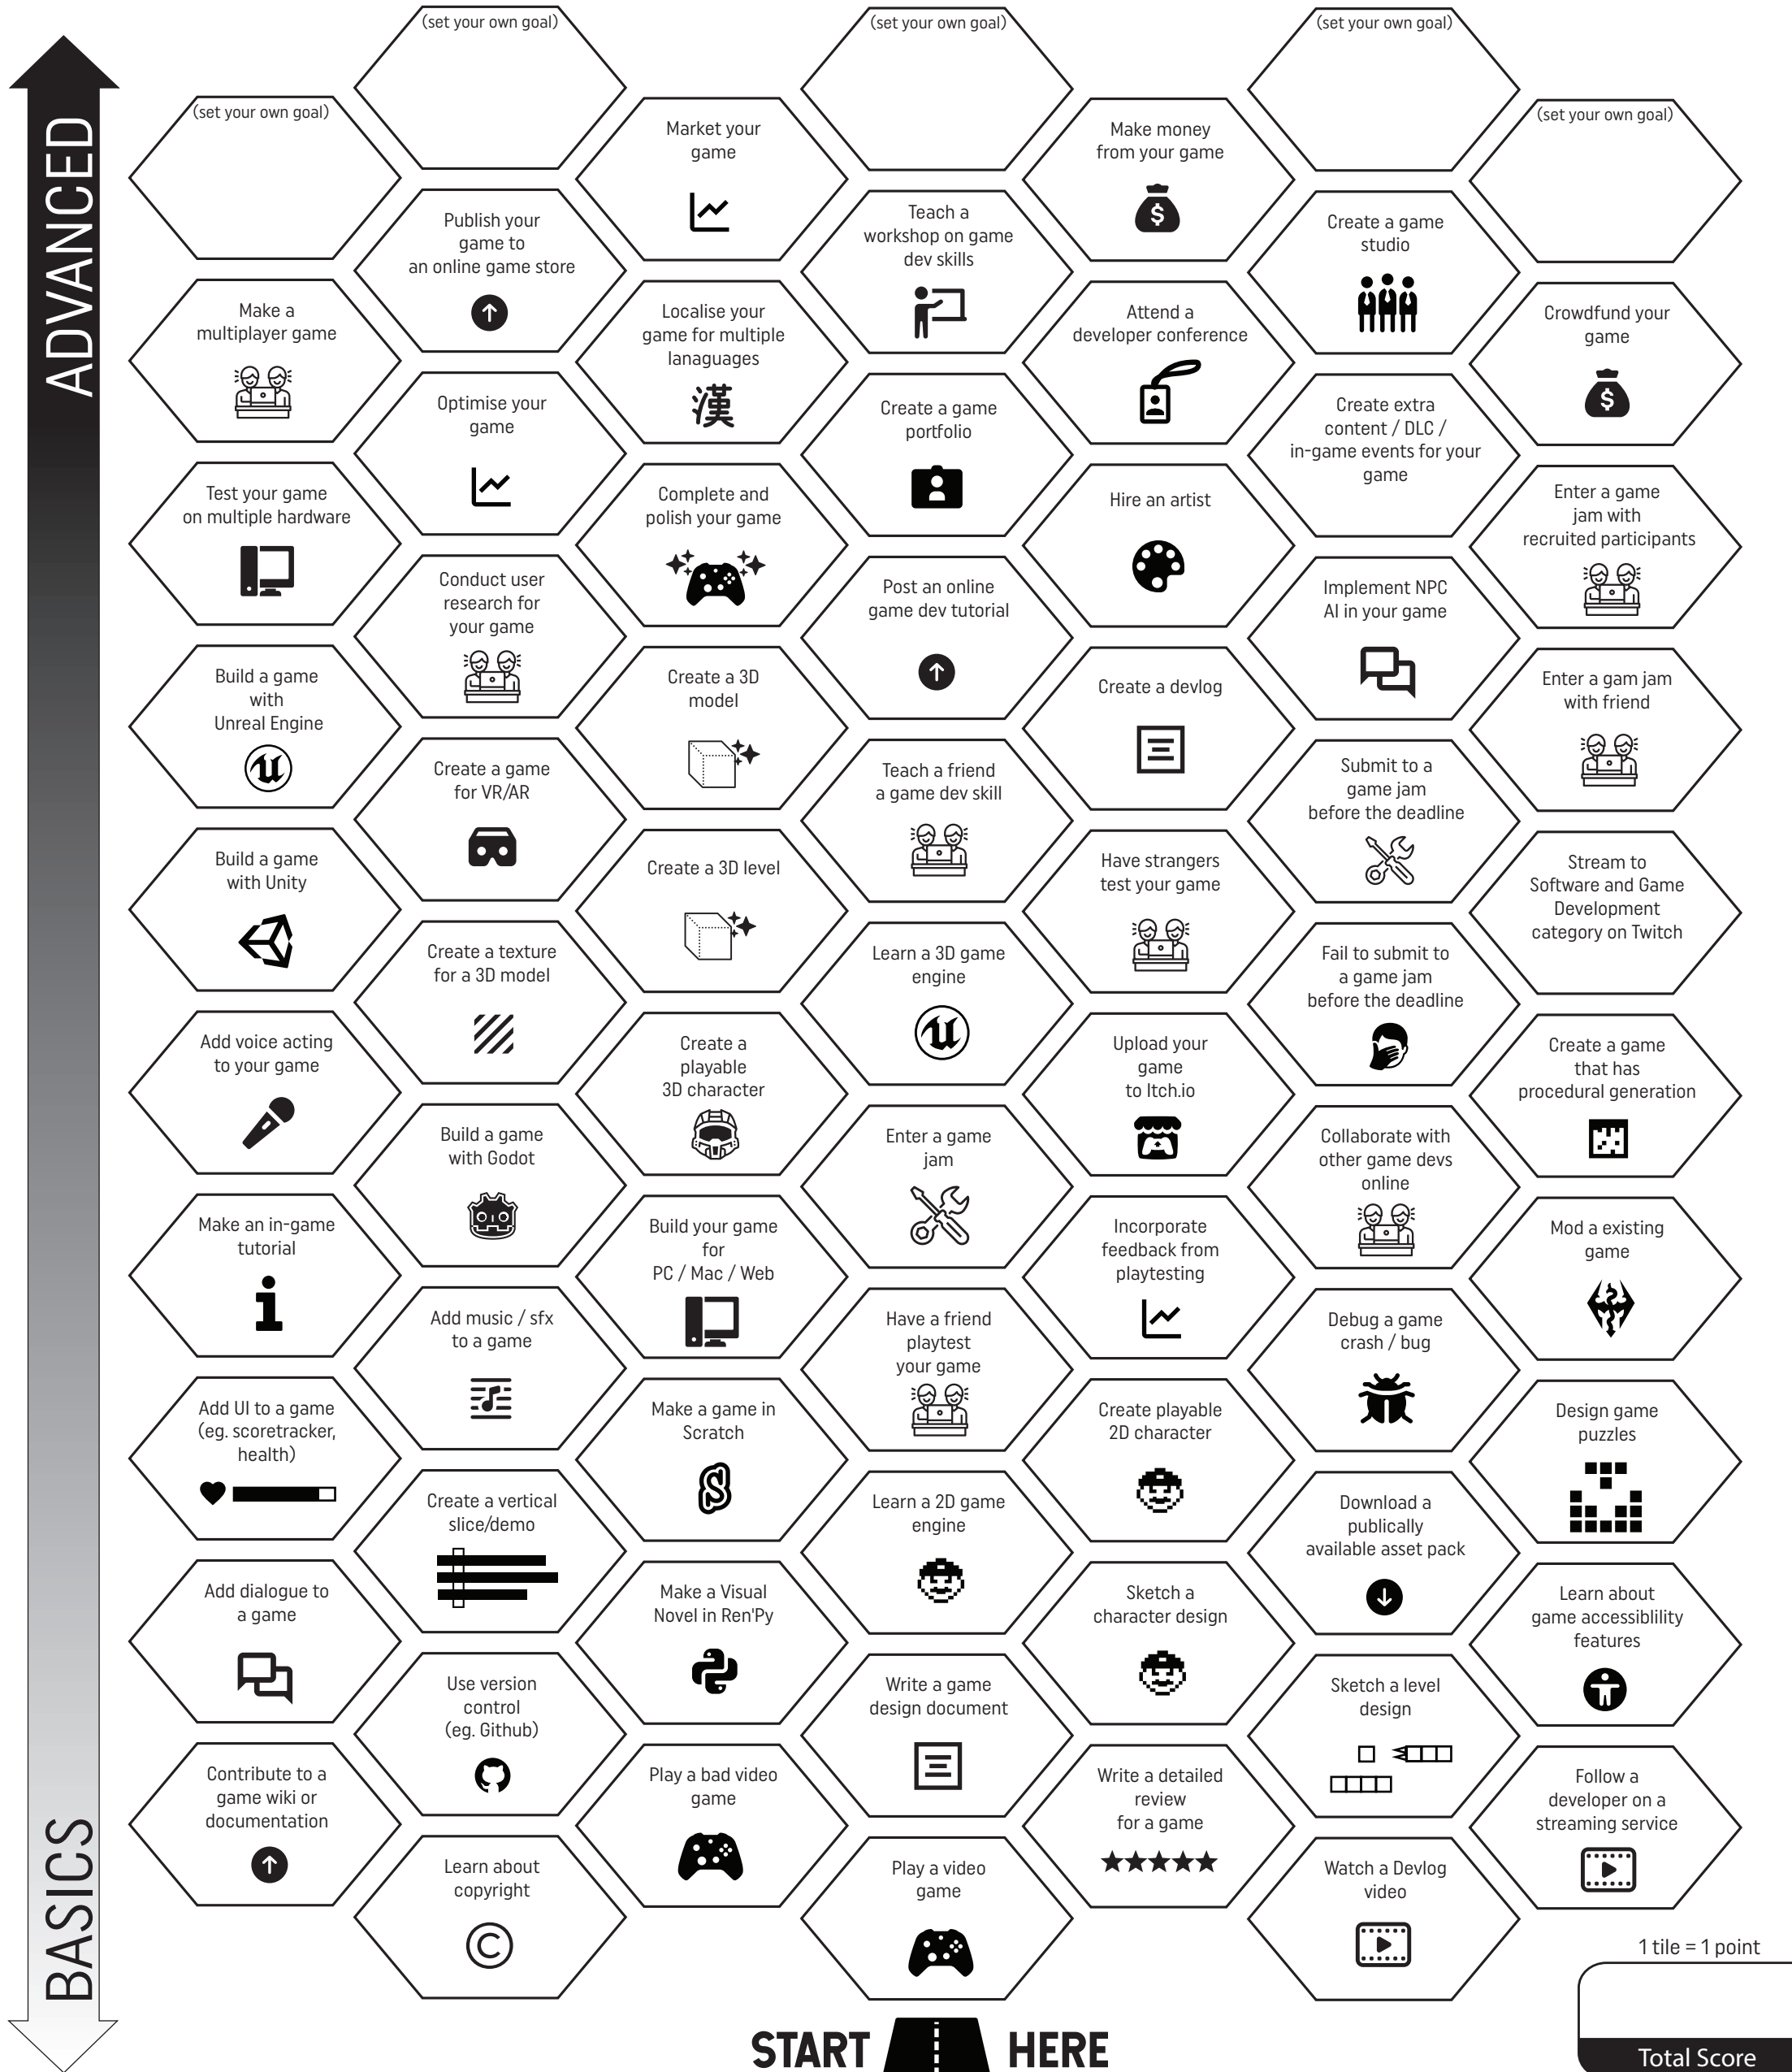 ADVANCED
BASICS
(set your own goal)
(set your own goal)
(set your own goal)
(set your own goal)
Market your
game
Make money
from your game
(set your own goal)
Publish your
game to
an online game store
Teach a
workshop on game
dev skills
Create a game
studio
Make a
multiplayer game
Localise your
game for multiple
lanaguages
漢
Attend a
developer conference
Crowdfund your
game
Optimise your
game
Create a game
portfolio
Create extra
content / DLC /
in-game events for your
game
Test your game
on multiple hardware
Complete and
polish your game
Hire an artist
Enter a game
jam with
recruited participants
Conduct user
research for
your game
Post an online
game dev tutorial
Implement NPC
AI in your game
Build a game
with
Unreal Engine
Create a 3D
model
Create a devlog
Enter a gam jam
with friend
Create a game
for VR/AR
Teach a friend
a game dev skill
Submit to a
game jam
before the deadline
Build a game
with Unity
Create a 3D level
Have strangers
test your game
Stream to
Software and Game
Development
category on Twitch
Create a texture
for a 3D model
Learn a 3D game
engine
Fail to submit to
a game jam
before the deadline
Add voice acting
to your game
Create a
playable
3D character
Upload your
game
to Itch.io
Create a game
that has
procedural generation
Build a game
with Godot
Enter a game
jam
Collaborate with
other game devs
online
Make an in-game
tutorial
Build your game
for
PC / Mac / Web
Incorporate
feedback from
playtesting
Mod a existing
game
Add music / sfx
to a game
Have a friend
playtest
your game
Debug a game
crash / bug
Add UI to a game
(eg. scoretracker,
health)
Make a game in
Scratch
Create playable
2D character
Design game
puzzles
Create a vertical
slice/demo
Learn a 2D game
engine
Download a
publically
available asset pack
Add dialogue to
a game
Make a Visual
Novel in Ren'Py
Sketch a
character design
Learn about
game accessiblility
features
Use version
control
(eg. Github)
Write a game
design document
Sketch a level
design
Contribute to a
game wiki or
documentation
Play a bad video
game
Write a detailed
review
for a game
Follow a
developer on a
streaming service
Learn about
copyright
Play a video
game
Watch a Devlog
video
1 tile = 1 point
Total Score
START HERE